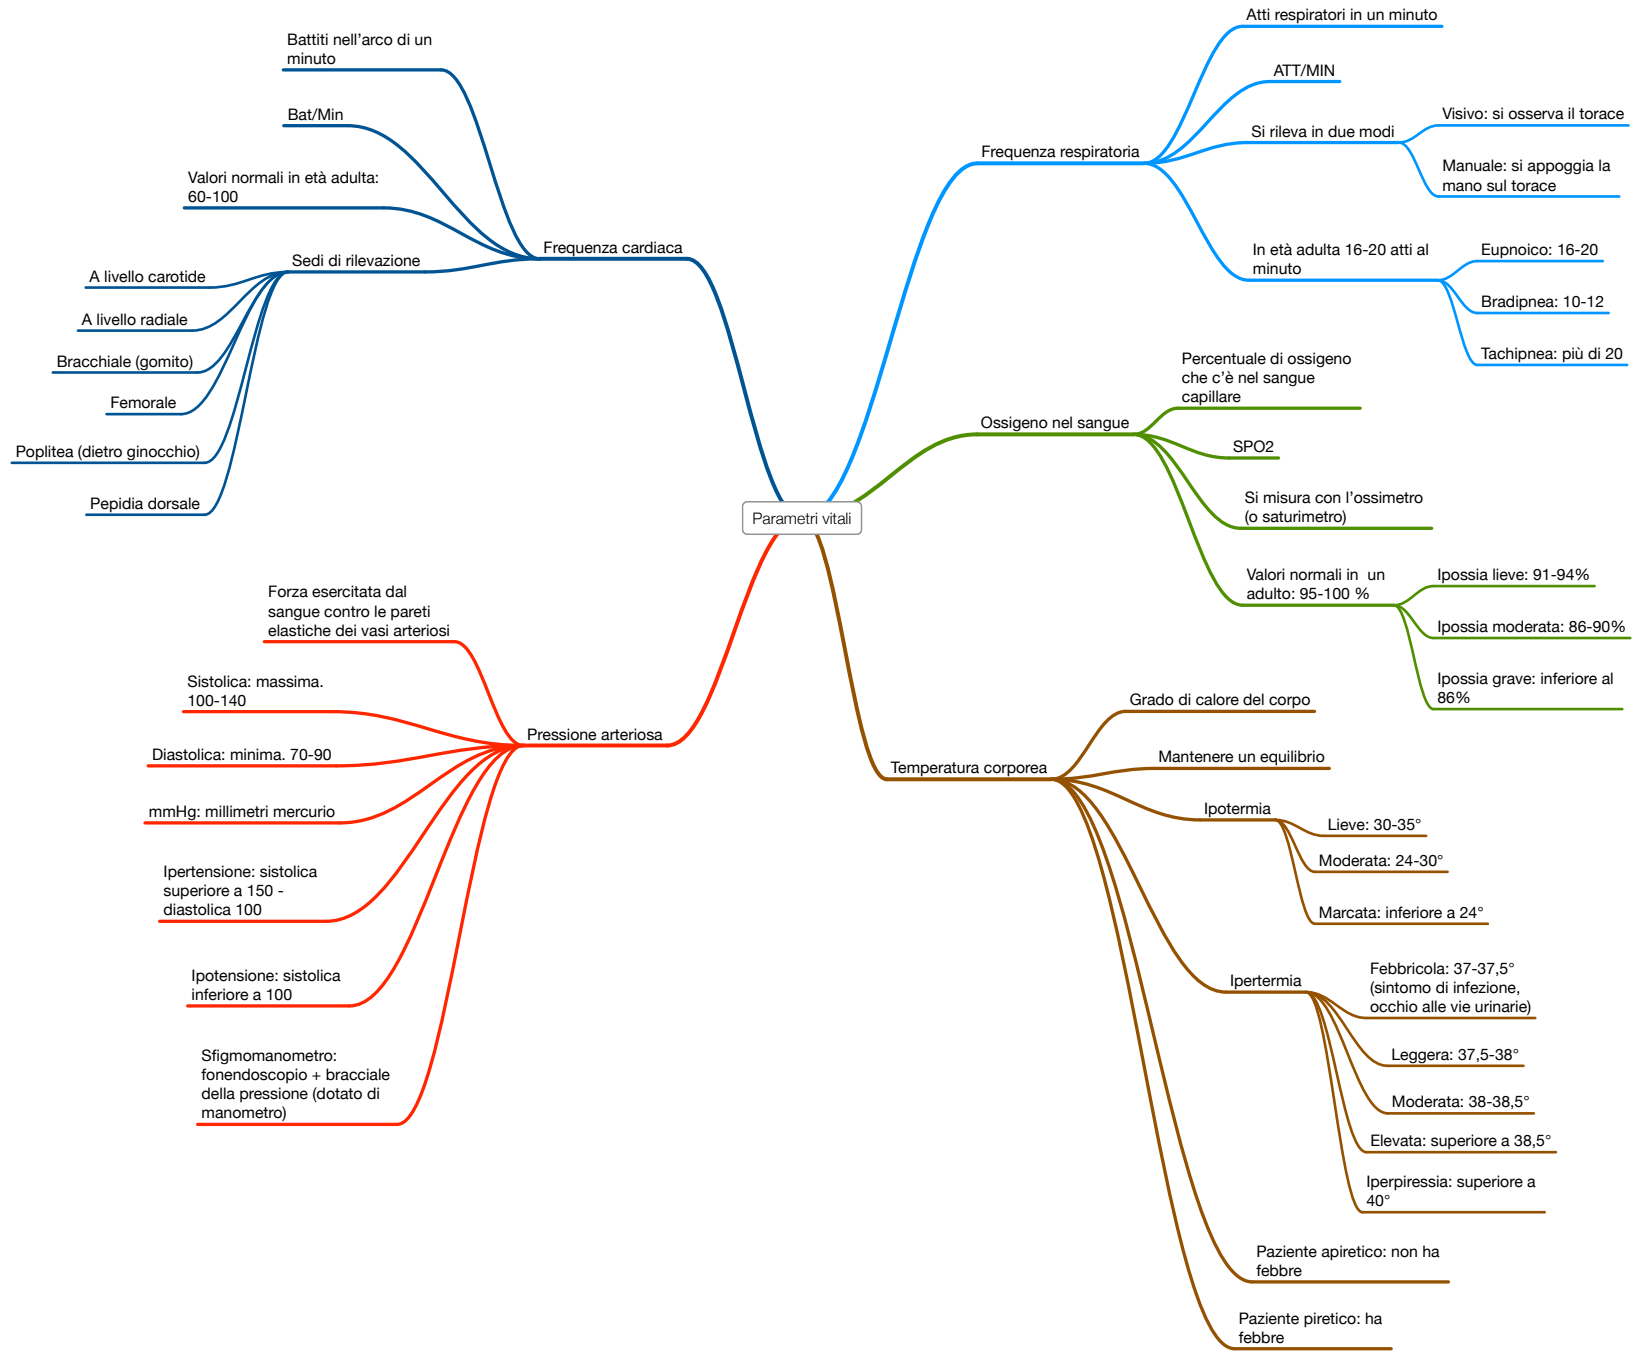 Parametri vitali
Frequenza cardiaca
Battiti nell'arco di un
minuto
Bat/Min
Valori normali in età adulta:
60-100
Sedi di rilevazione
A livello carotide
A livello radiale
Bracchiale (gomito)
Femorale
Poplitea (dietro ginocchio)
Pepidia dorsale
Pressione arteriosa
Forza esercitata dal
sangue contro le pareti
elastiche dei vasi arteriosi
Sistolica: massima.
100-140
Diastolica: minima. 70-90
mmHg: millimetri mercurio
Ipertensione: sistolica
superiore a 150 -
diastolica 100
Ipotensione: sistolica
inferiore a 100
Sfigmomanometro:
fonendoscopio + bracciale
della pressione (dotato di
manometro)
Frequenza respiratoria
Atti respiratori in un minuto
ATT/MIN
Si rileva in due modi
Visivo: si osserva il torace
Manuale: si appoggia la
mano sul torace
In età adulta 16-20 atti al
minuto
Eupnoico: 16-20
Bradipnea: 10-12
Tachipnea: più di 20
Ossigeno nel sangue
Percentuale di ossigeno
che c'è nel sangue
capillare
SPO2
Si misura con l'ossimetro
(o saturimetro)
Valori normali in  un
adulto: 95-100 %
Ipossia lieve: 91-94%
Ipossia moderata: 86-90%
Ipossia grave: inferiore al
86%
Temperatura corporea
Grado di calore del corpo
Mantenere un equilibrio
Ipotermia
Lieve: 30-35°
Moderata: 24-30°
Marcata: inferiore a 24°
Ipertermia
Febbricola: 37-37,5°
(sintomo di infezione,
occhio alle vie urinarie)
Leggera: 37,5-38°
Moderata: 38-38,5°
Elevata: superiore a 38,5°
Iperpiressia: superiore a
40°
Paziente apiretico: non ha
febbre
Paziente piretico: ha
febbre